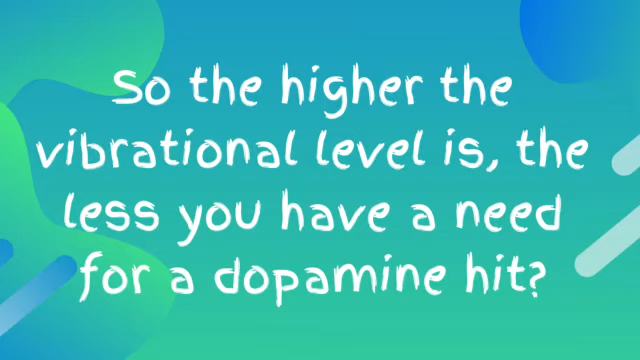 So the higher the
vibrational level is, the
less you have a need
for a dopamine hit?